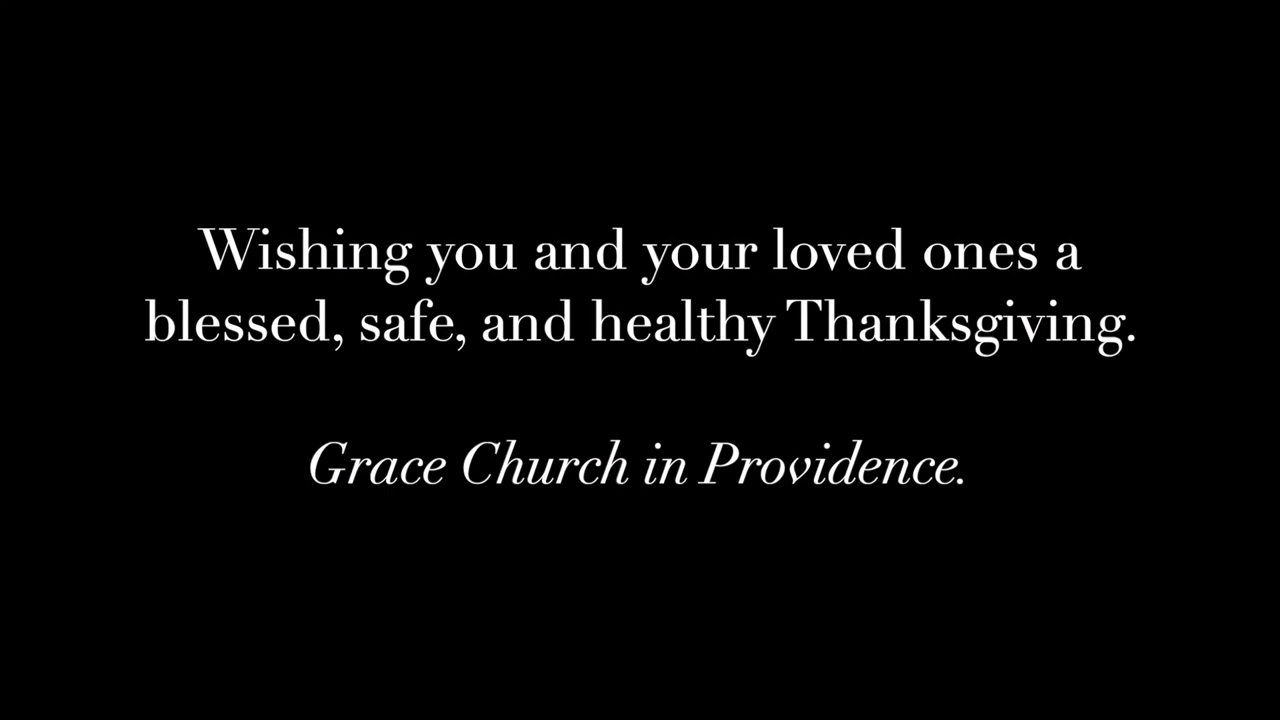 Wishing you and your loved ones a
blessed, safe, and healthy Thanksgiving.
Grace Church in Providence.